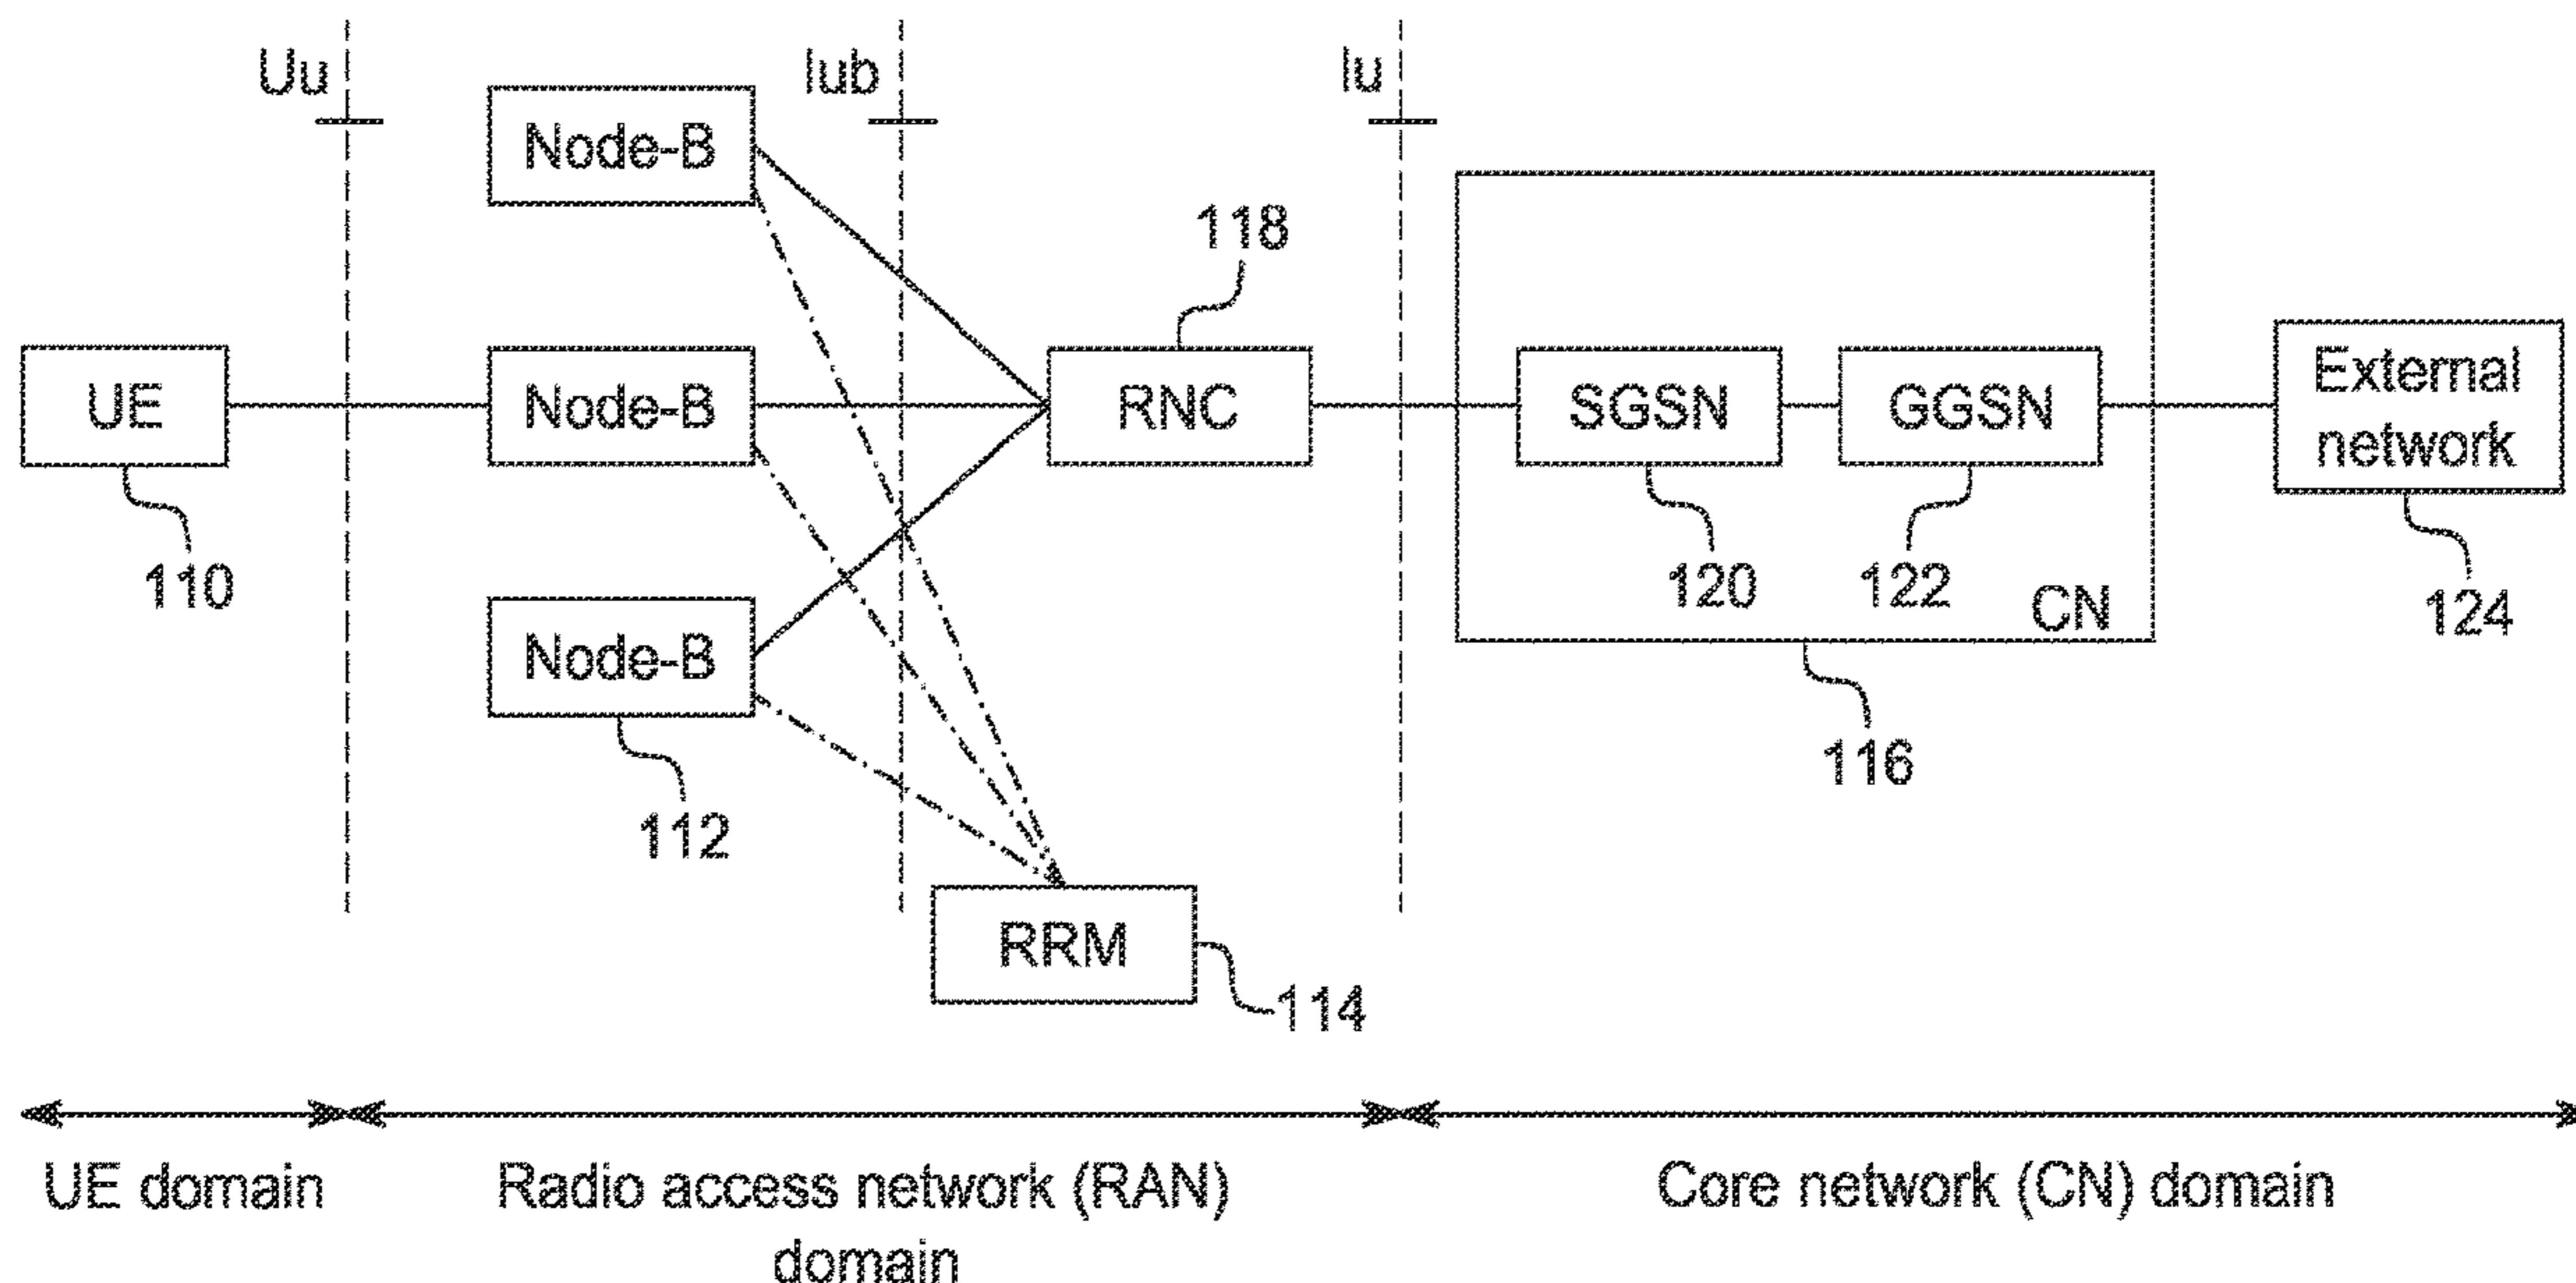 Uu
Iub
Iu
Node-B
118
UE
Node-B
RNC
SGSN
GGSN
External
network
110
120
122
CN
124
Node-B
116
112
RRM
114
UE domain
Radio access network (RAN)
domain
Core network (CN) domain